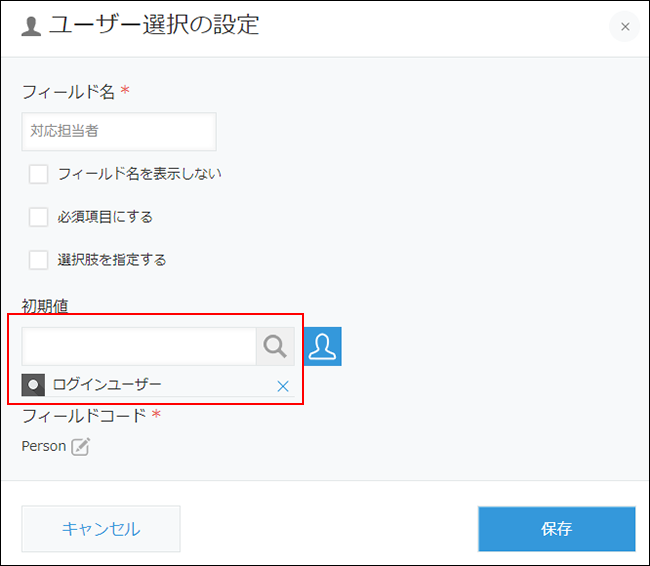 ユーザー選択の設定
フィールド名 *
対応担当者
フィールド名を表示しない
必須項目にする
選択肢を指定する
初期値
ログインユーザー
フィールドコード *
Person
キャンセル
保存